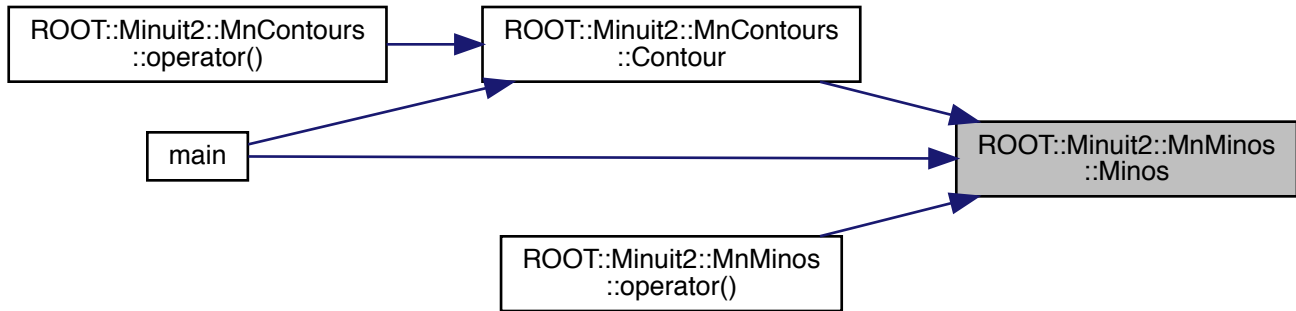 ROOT::Minuit2::MnContours
::operator()
ROOT::Minuit2::MnContours
::Contour
main
ROOT::Minuit2::MnMinos
::Minos
ROOT::Minuit2::MnMinos
::operator()